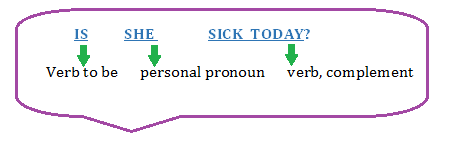 IS SHE SICK TODAY?
Verb to be personal pronoun verb, complement